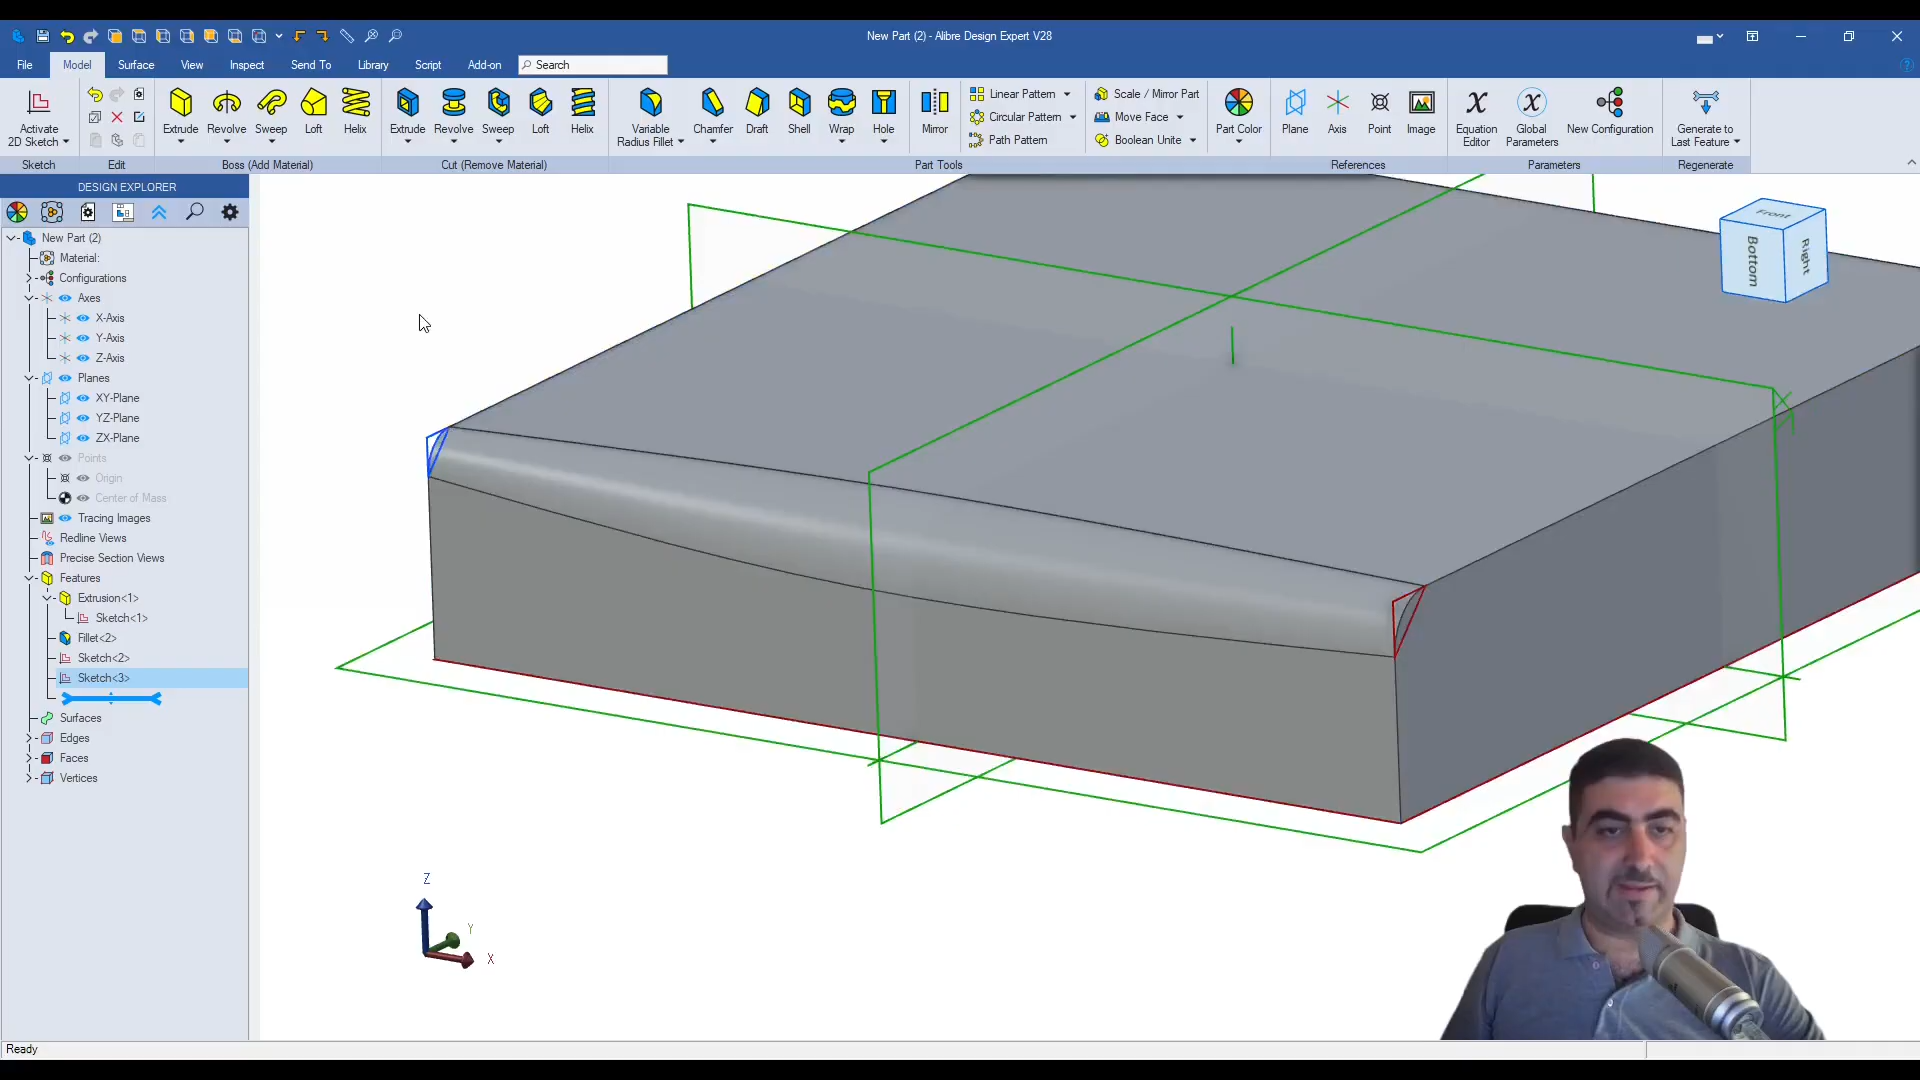 New Part (2) - Alibre Design Expert V28
File Model Surface View Inspect Send To Library Script Add-on Search
Activate 2D Sketch
Extrude Revolve Sweep Loft Helix
Extrude Revolve Sweep Loft Helix
Variable Radius Fillet
Chamfer Draft Shell Wrap Hole Mirror
Linear Pattern
Circular Pattern
Path Pattern
Scale / Mirror Part
Move Face
Boolean Unite
Part Color
Plane Axis Point Image
Equation Editor
Global Parameters
New Configuration
Generate to Last Feature
Sketch Edit Boss (Add Material) Cut (Remove Material) Part Tools References Parameters Regenerate
DESIGN EXPLORER
New Part (2)
Material:
Configurations
Axes
X-Axis
Y-Axis
Z-Axis
Planes
XY-Plane
YZ-Plane
ZX-Plane
Points
Origin
Center of Mass
Tracing Images
Redline Views
Precise Section Views
Features
Extrusion<1>
Sketch<1>
Fillet<2>
Sketch<2>
Sketch<3>
Surfaces
Edges
Faces
Vertices
Front
Bottom
Right
Z
Y
X
Ready